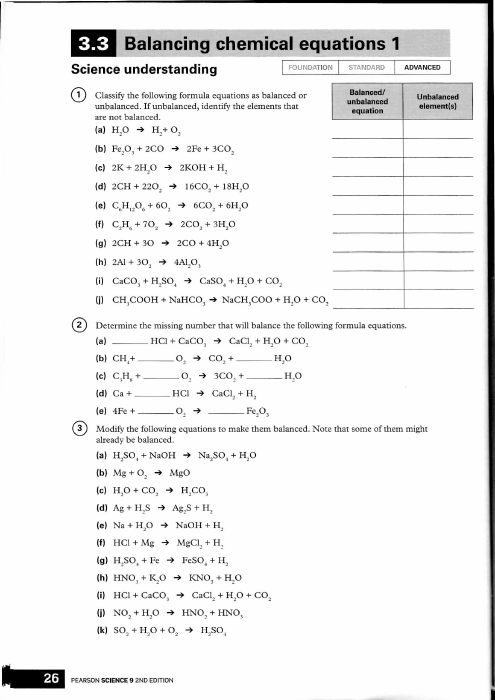 3.3 Balancing chemical equations 1
Science understanding
FOUNDATION STANDARD ADVANCED
1 Classify the following formula equations as balanced or
unbalanced. If unbalanced, identify the elements that
are not balanced.
Balanced/
unbalanced
equation
Unbalanced
element(s)
(a) H₂O → H₂ + O₂
(b) Fe₂O₃ + 2CO → 2Fe + 3CO₂
(c) 2K + 2H₂O → 2KOH + H₂
(d) 2CH + 22O₂ → 16CO₂ + 18H₂O
(e) C₆H₁₂O₆ + 6O₂ → 6CO₂ + 6H₂O
(f) C₂H₆ + 7O₂ → 2CO₂ + 3H₂O
(g) 2CH + 3O → 2CO + 4H₂O
(h) 2Al + 3O₂ → 4Al₂O₃
(i) CaCO₃ + H₂SO₄ → CaSO₄ + H₂O + CO₂
(j) CH₃COOH + NaHCO₃ → NaCH₃COO + H₂O + CO₂
2 Determine the missing number that will balance the following formula equations.
(a) ______ HCl + CaCO₃ → CaCl₂ + H₂O + CO₂
(b) CH₄ + ______ O₂ → CO₂ + ______ H₂O
(c) C₃H₈ + ______ O₂ → 3CO₂ + ______ H₂O
(d) Ca + ______ HCl → CaCl₂ + H₂
(e) 4Fe + ______ O₂ → ______ Fe₂O₃
3 Modify the following equations to make them balanced. Note that some of them might
already be balanced.
(a) H₂SO₄ + NaOH → Na₂SO₄ + H₂O
(b) Mg + O₂ → MgO
(c) H₂O + CO₂ → H₂CO₃
(d) Ag + H₂S → Ag₂S + H₂
(e) Na + H₂O → NaOH + H₂
(f) HCl + Mg → MgCl₂ + H₂
(g) H₂SO₄ + Fe → FeSO₄ + H₂
(h) HNO₃ + K₂O → KNO₃ + H₂O
(i) HCl + CaCO₃ → CaCl₂ + H₂O + CO₂
(j) NO₂ + H₂O → HNO₃ + HNO₂
(k) SO₂ + H₂O + O₂ → H₂SO₄
26 PEARSON SCIENCE 9 2ND EDITION